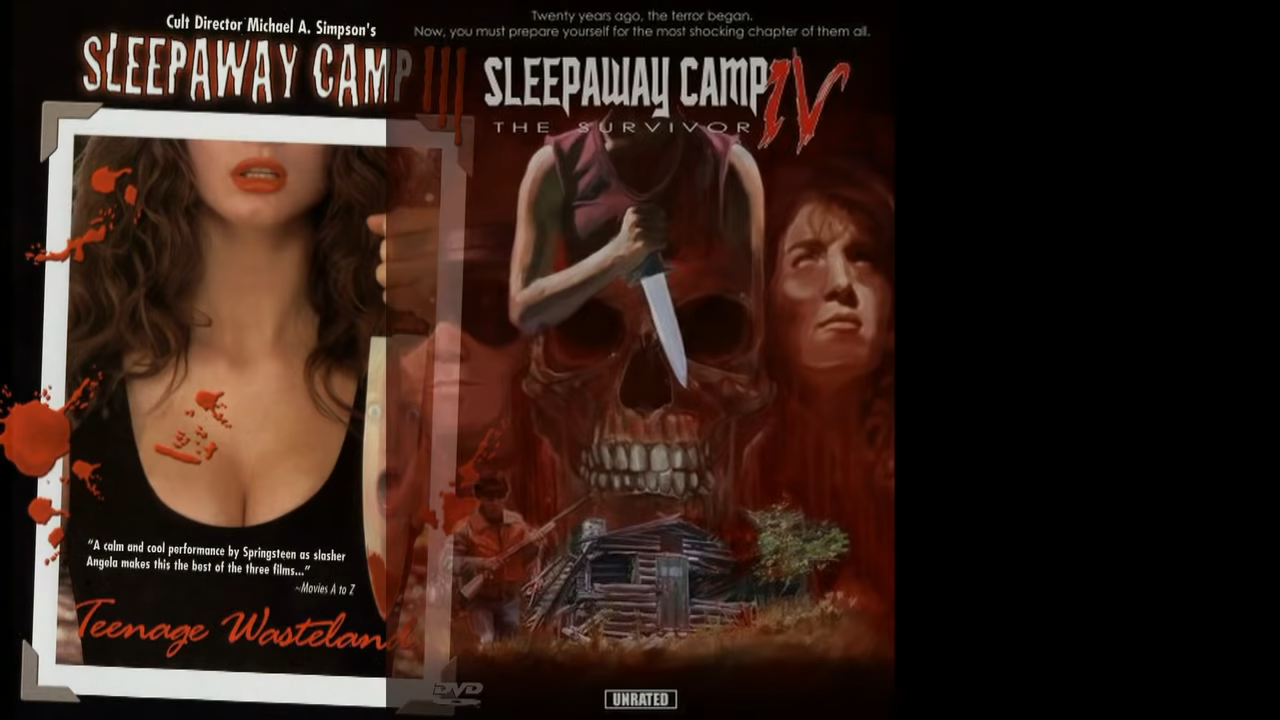 Cult Director Michael A. Simpson's
SLEEPAWAY CAMP III
"A calm and cool performance by Springsteen as slasher
Angela makes this the best of the three films..."
~Movies A to Z
Teenage Wasteland
Twenty years ago, the terror began.
Now, you must prepare yourself for the most shocking chapter of them all.
SLEEPAWAY CAMP IV
THE SURVIVOR
DVD
UNRATED